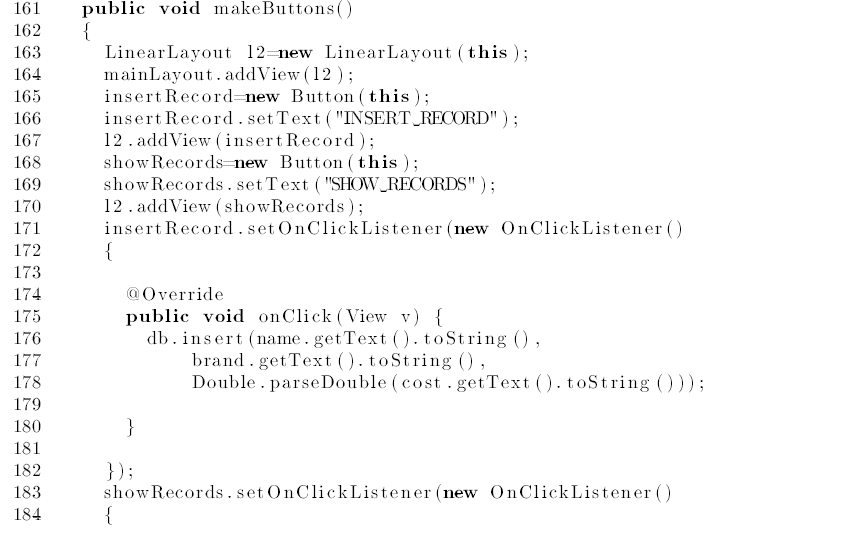 161 public void makeButtons()
162 {
163 LinearLayout l2=new LinearLayout(this);
164 mainLayout.addView(l2);
165 insertRecord=new Button(this);
166 insertRecord.setText("INSERT_RECORD");
167 l2.addView(insertRecord);
168 showRecords=new Button(this);
169 showRecords.setText("SHOW_RECORDS");
170 l2.addView(showRecords);
171 insertRecord.setOnClickListener(new OnClickListener()
172 {
173
174 @Override
175 public void onClick(View v) {
176 db.insert(name.getText().toString(),
177 brand.getText().toString(),
178 Double.parseDouble(cost.getText().toString()));
179
180 }
181
182 });
183 showRecords.setOnClickListener(new OnClickListener()
184 {